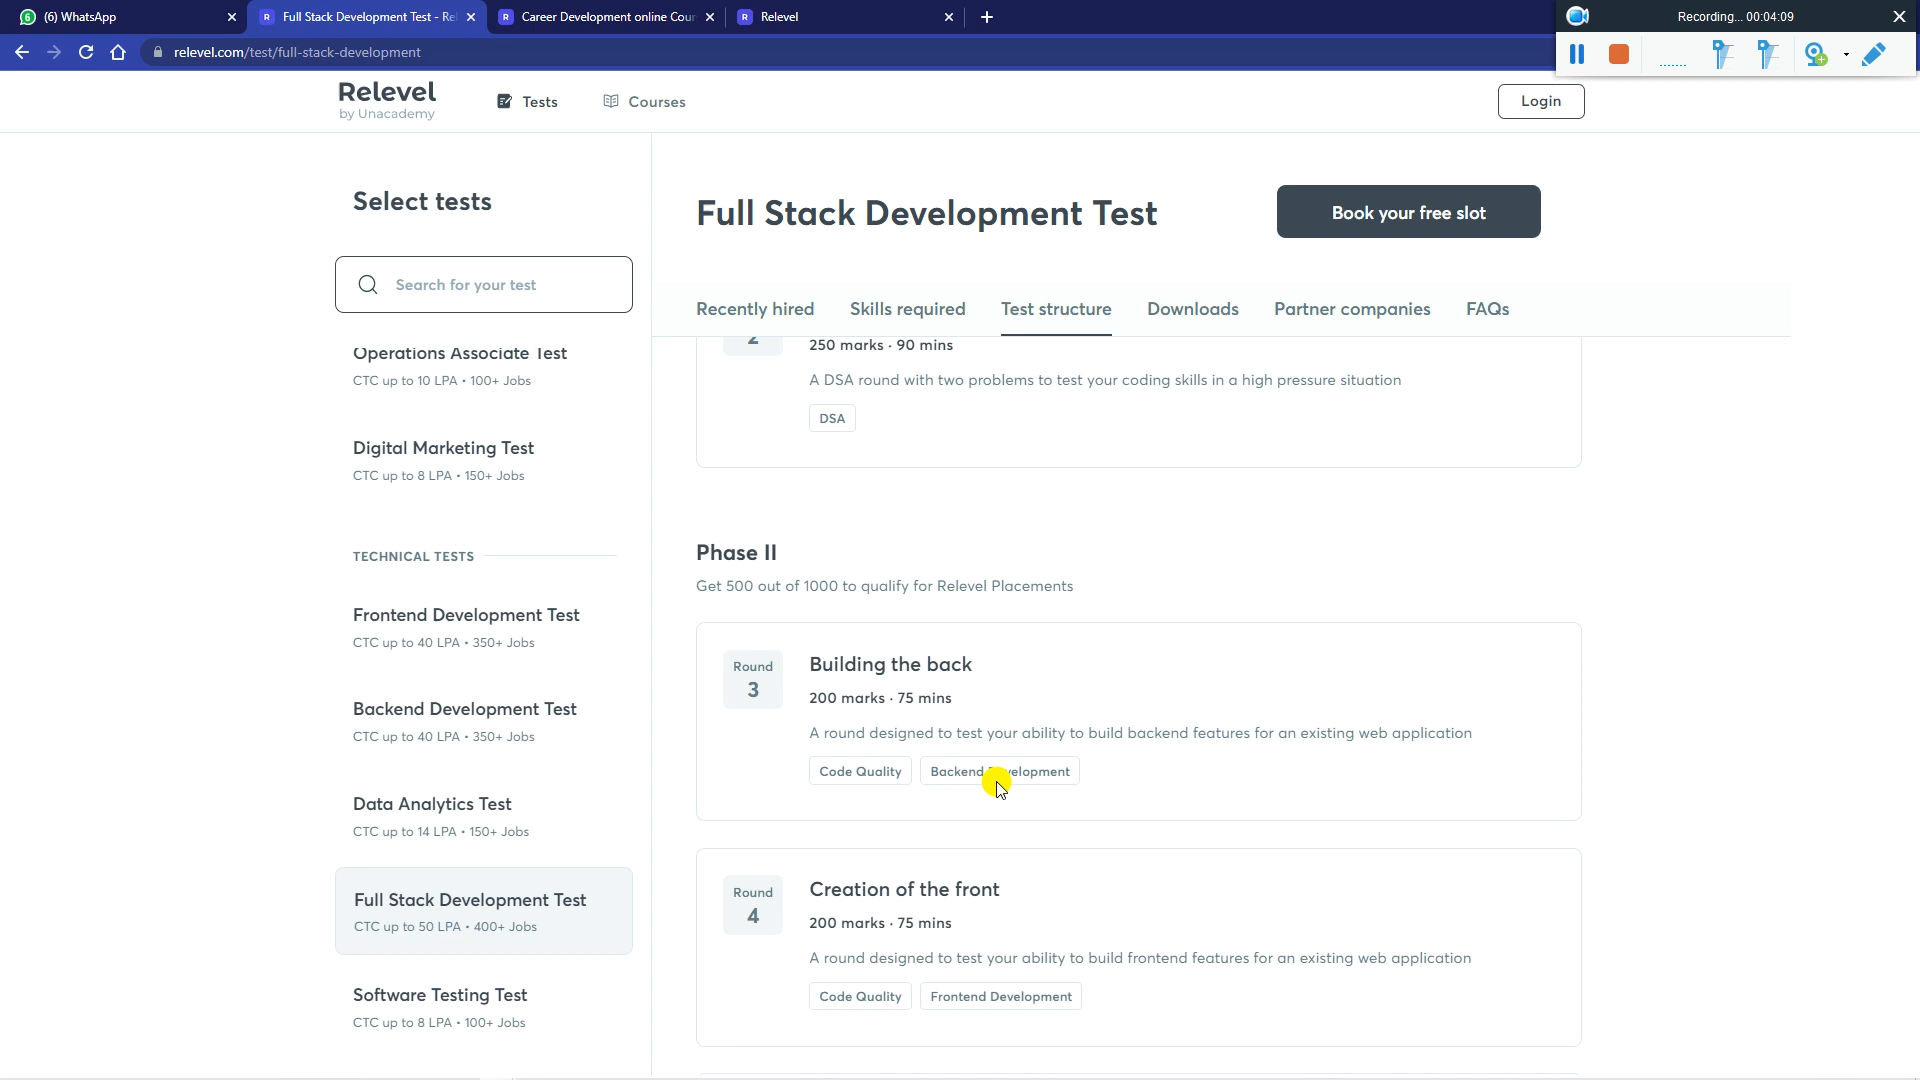 (6) WhatsApp
Full Stack Development Test - Re
Career Development online Cour
Relevel
Recording... 00:04:09
relevel.com/test/full-stack-development
Relevel
by Unacademy
Tests
Courses
Login
Select tests
Search for your test
Operations Associate Test
CTC up to 10 LPA • 100+ Jobs
Digital Marketing Test
CTC up to 8 LPA • 150+ Jobs
TECHNICAL TESTS
Frontend Development Test
CTC up to 40 LPA • 350+ Jobs
Backend Development Test
CTC up to 40 LPA • 350+ Jobs
Data Analytics Test
CTC up to 14 LPA • 150+ Jobs
Full Stack Development Test
CTC up to 50 LPA • 400+ Jobs
Software Testing Test
CTC up to 8 LPA • 100+ Jobs
Full Stack Development Test
Book your free slot
Recently hired
Skills required
Test structure
Downloads
Partner companies
FAQs
2
250 marks · 90 mins
A DSA round with two problems to test your coding skills in a high pressure situation
DSA
Phase II
Get 500 out of 1000 to qualify for Relevel Placements
Round
3
Building the back
200 marks · 75 mins
A round designed to test your ability to build backend features for an existing web application
Code Quality
Backend Development
Round
4
Creation of the front
200 marks · 75 mins
A round designed to test your ability to build frontend features for an existing web application
Code Quality
Frontend Development